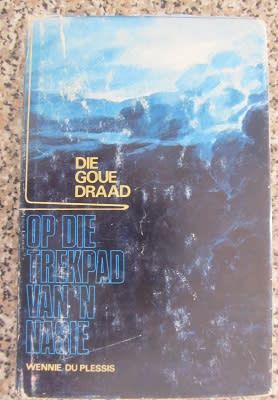 DIE
GOUE
DRAAD
OP DIE
TREKPAD
VAN 'N
NASIE
WENNIE DU PLESSIS